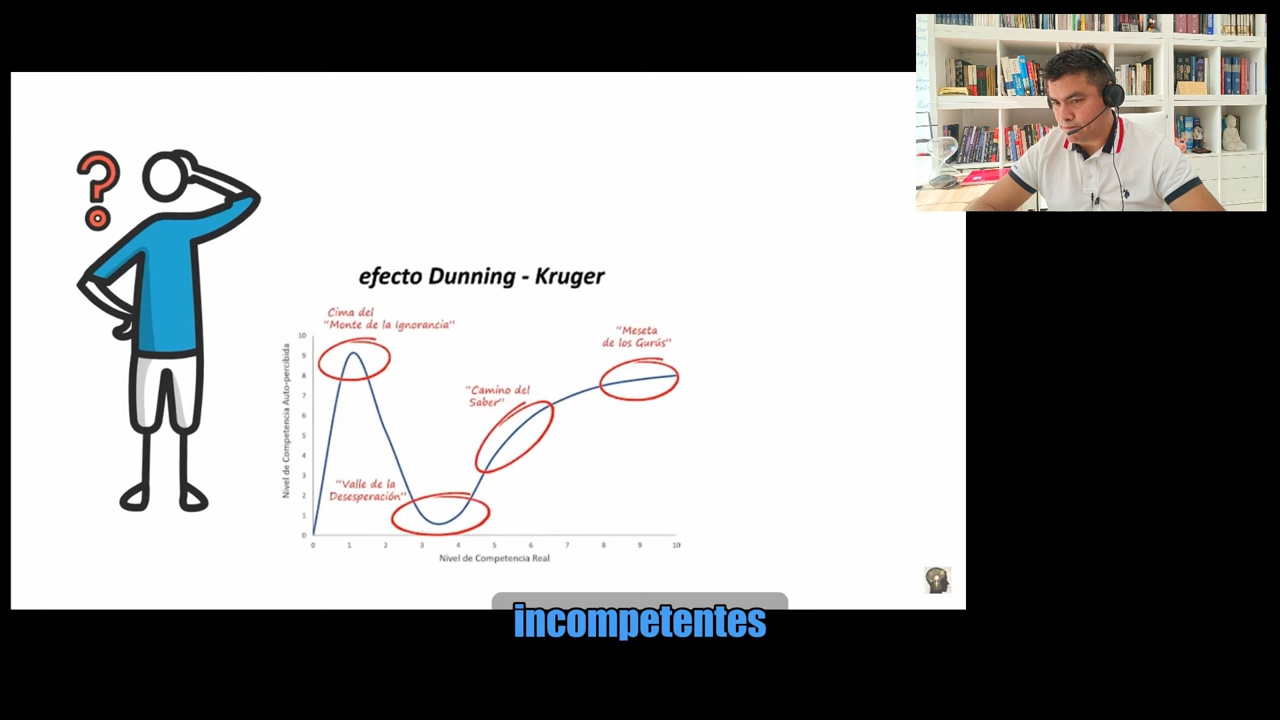 efecto Dunning - Kruger
Cima del
"Monte de la Ignorancia"
"Meseta
de los Gurús"
"Camino del
Saber"
"Valle de la
Desesperación"
Nivel de Competencia Auto-percibida
10
9
8
7
6
5
4
3
2
1
0
0 1 2 3 4 5 6 7 8 9 10
Nivel de Competencia Real
incompetentes